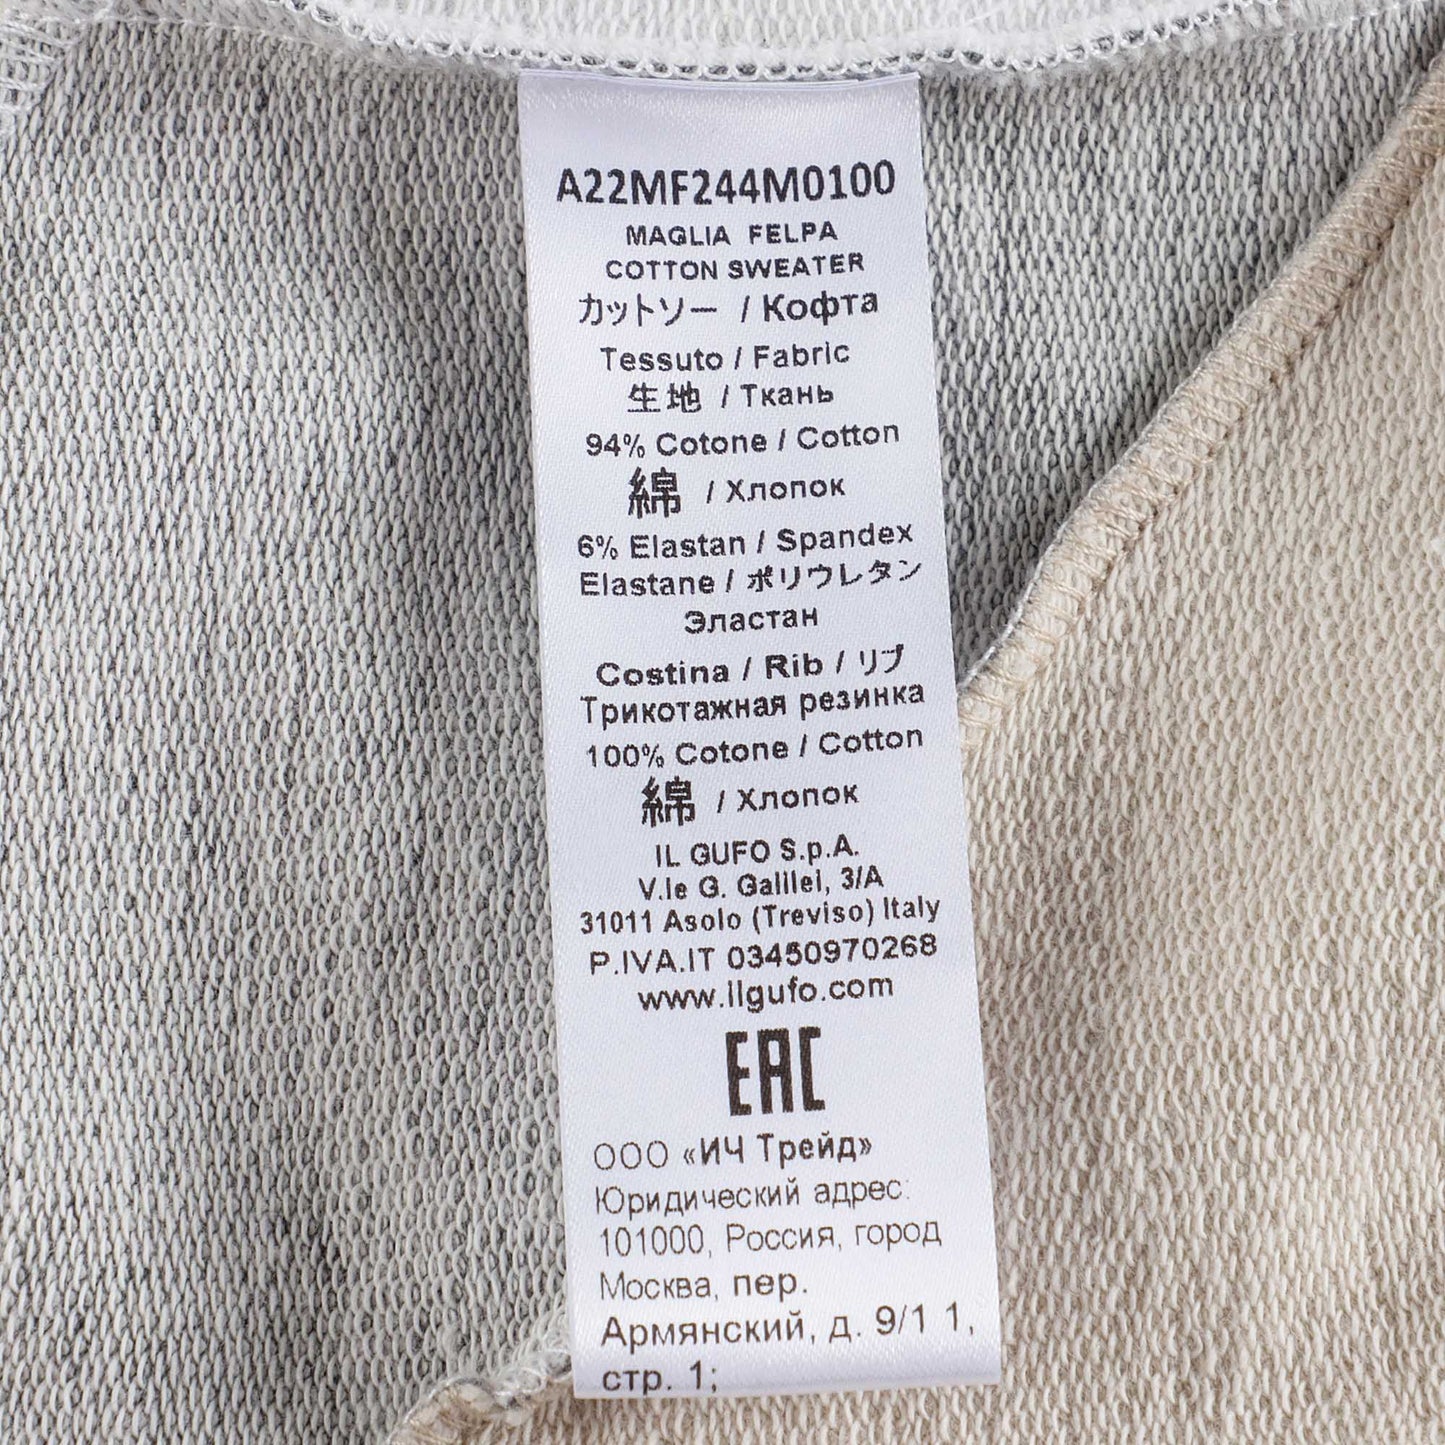 A22MF244M0100
MAGLIA FELPA
COTTON SWEATER
カットソー / Кофта
Tessuto / Fabric
生地 / Ткань
94% Cotone / Cotton
綿 / Хлопок
6% Elastan / Spandex
Elastane / ポリウレタン
Эластан
Costina / Rib / リブ
Трикотажная резинка
100% Cotone / Cotton
綿 / Хлопок
IL GUFO S.p.A.
V.le G. Galilei, 3/A
31011 Asolo (Treviso) Italy
P.IVA.IT 03450970268
www.ilgufo.com
EAC
ООО «ИЧ Трейд»
Юридический адрес:
101000, Россия, город
Москва, пер.
Армянский, д. 9/1 1,
стр. 1;